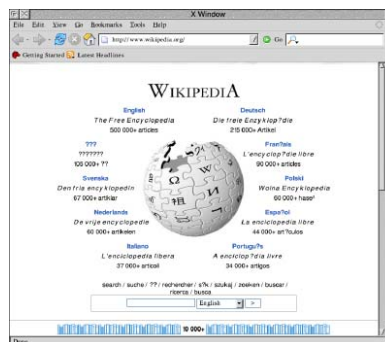 X Window
File Edit View Go Bookmarks Tools Help
http://www.wikipedia.org/ Go
Getting Started Latest Headlines
WIKIPEDIA
English Deutsch
The Free Encyclopedia Die freie Enzyklop?die
500 000+ articles 215 000+ Artikel
??? Fran?ais
??????? L'encyclop?die libre
105 000+ ?? 90 000+ articles
Svenska Polski
Den fria encyklopedin Wolna Encyklopedia
67 000+ artiklar 60 000+ hase?
Nederlands Espa?ol
De vrije encyclopedie La enciclopedia libre
60 000+ artikelen 44 000+ art?culos
Italiano Portugu?s
L'enciclopedia libera A enciclop?dia livre
37 000+ articoli 34 000+ artigos
search / suche / ?? / rechercher / s?k / szukaj / zoeken / buscar /
ricerca / busca
English >
10 000+